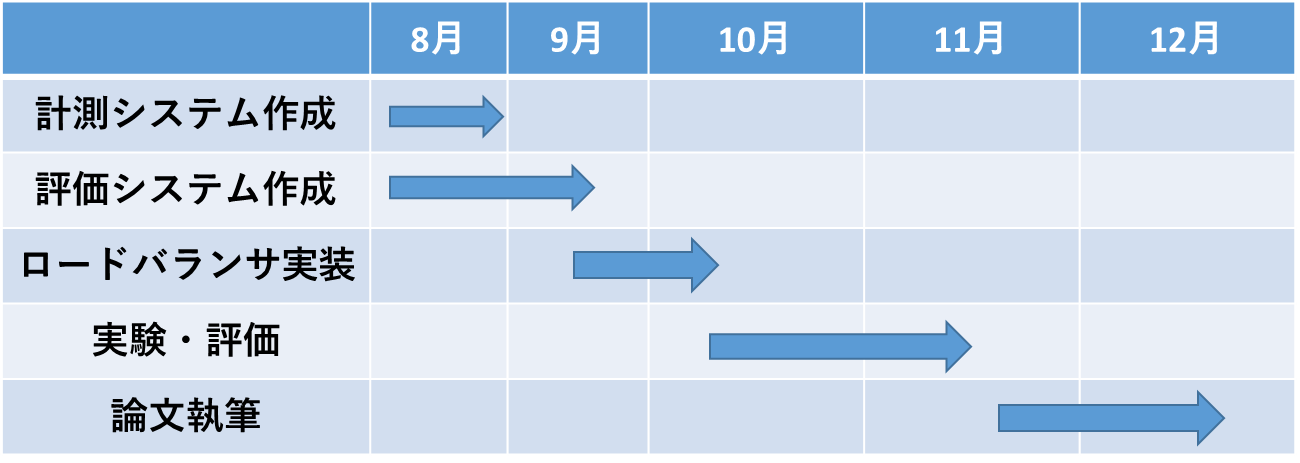 8月 9月 10月 11月 12月
計測システム作成
評価システム作成
ロードバランサ実装
実験・評価
論文執筆